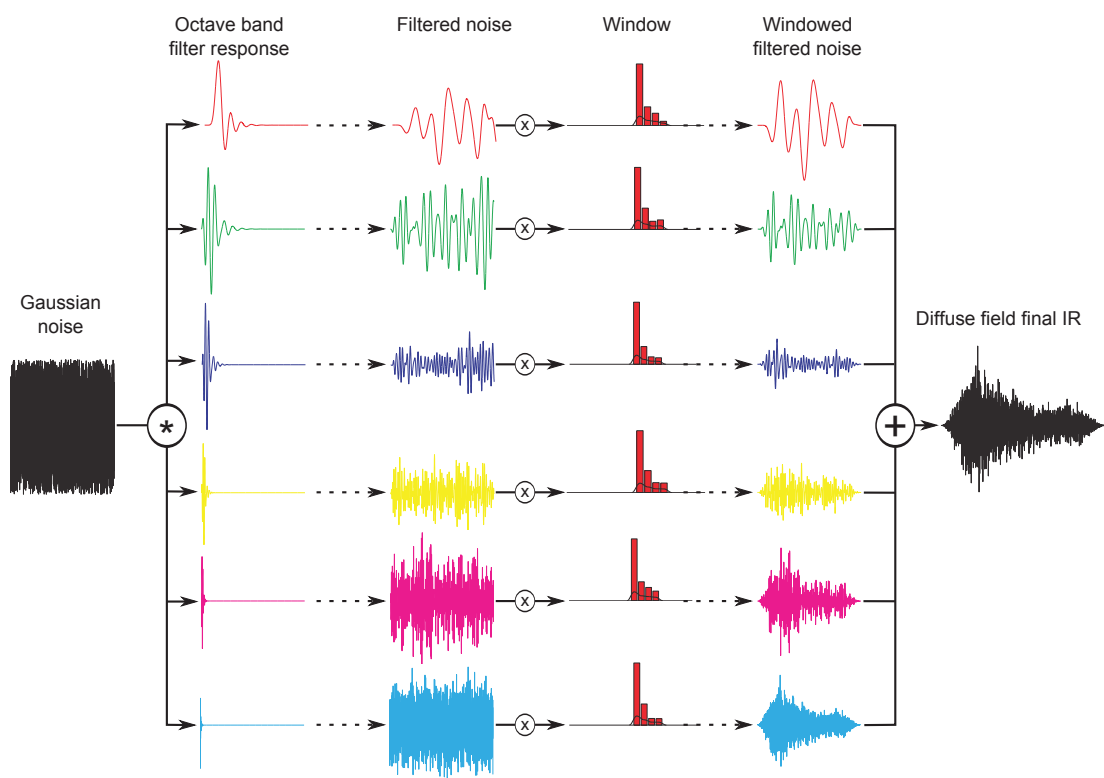 Octave band
filter response
Filtered noise
Window
Windowed
filtered noise
x
x
Gaussian
noise
x
Diffuse field final IR
*
+
x
x
x